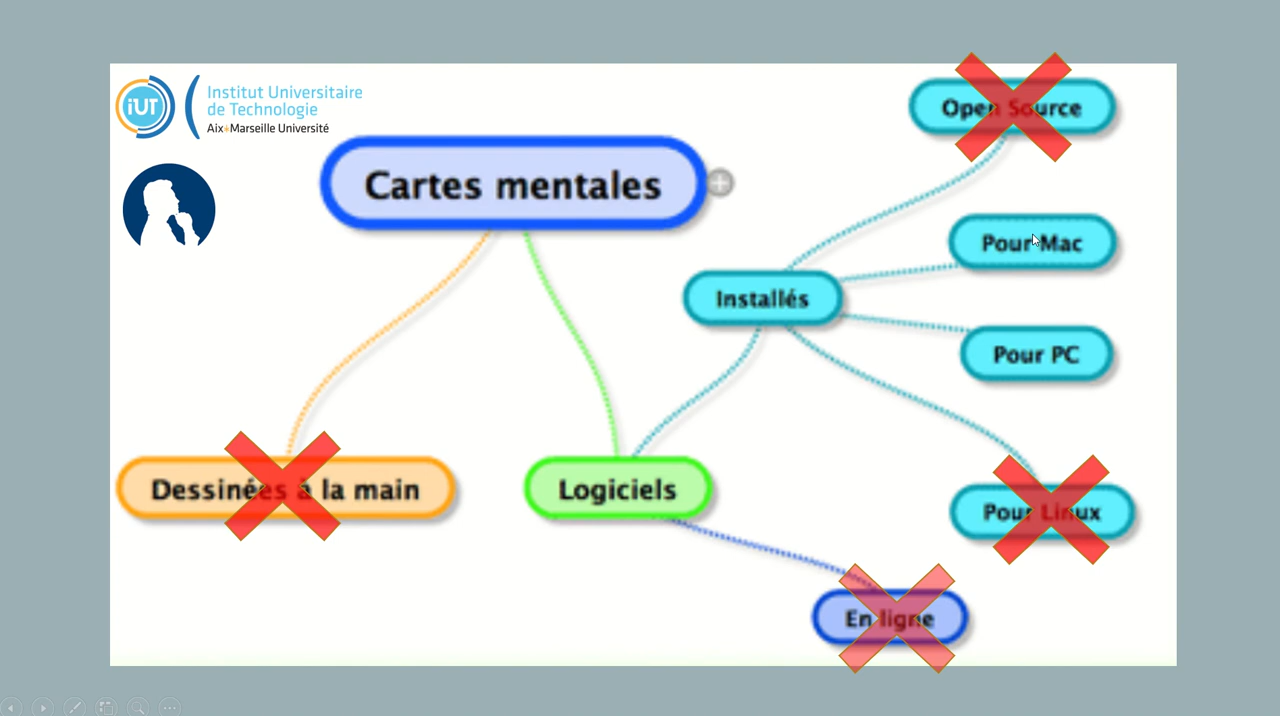 iUT
Institut Universitaire
de Technologie
Aix*Marseille Université
Cartes mentales
Open Source
Pour Mac
Installés
Pour PC
Dessinées à la main
Logiciels
Pour Linux
En ligne